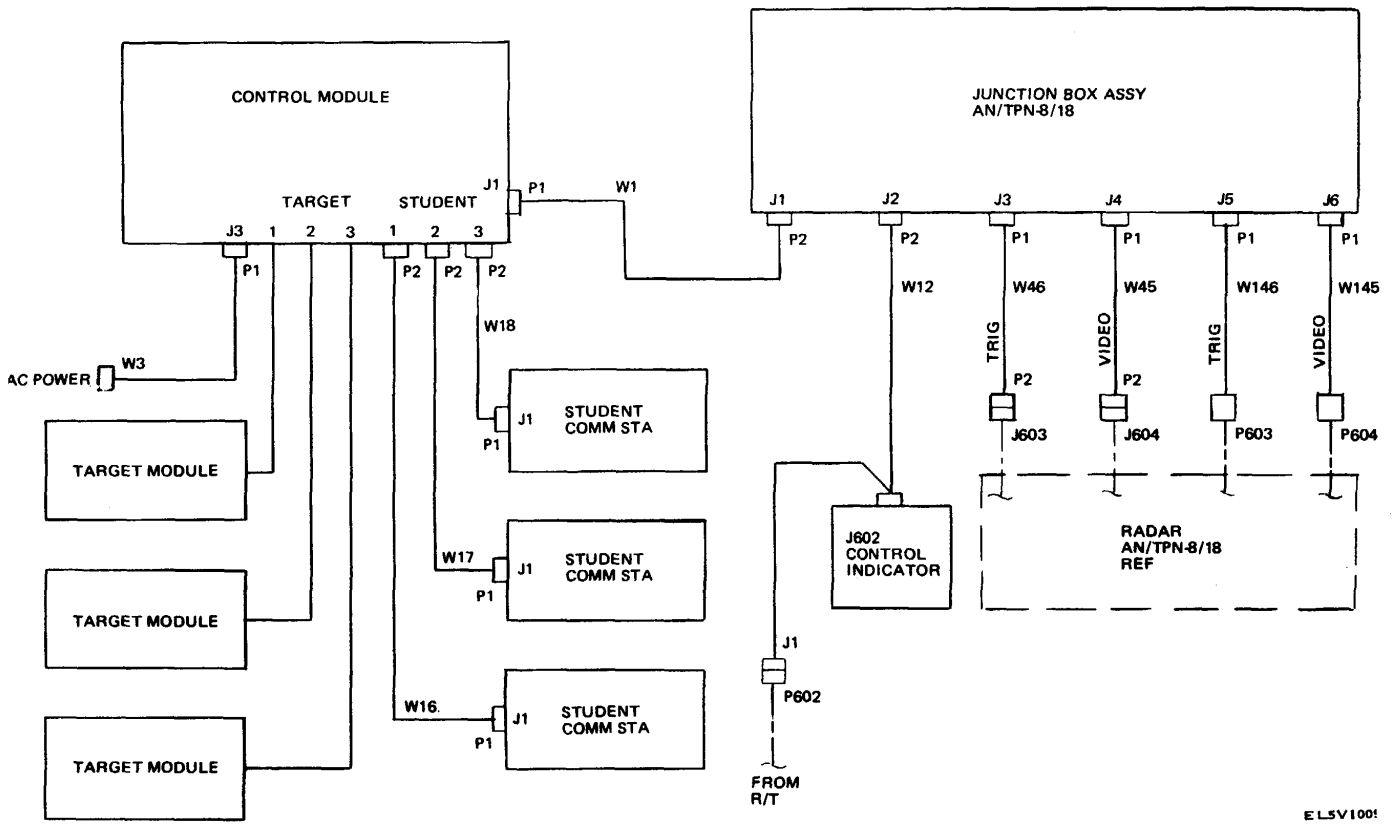 CONTROL MODULE
JUNCTION BOX ASSY
AN/TPN-8/18
TARGET
STUDENT
J1
P1
W1
J3
1
2
3
1
2
3
P1
P2
P2
P2
J1
J2
J3
J4
J5
J6
P2
P2
P1
P1
P1
P1
W12
W46
W45
W146
W145
TRIG
VIDEO
TRIG
VIDEO
P2
P2
J603
J604
P603
P604
W18
W3
AC POWER
TARGET MODULE
TARGET MODULE
TARGET MODULE
J1
P1
STUDENT
COMM STA
W17
J1
P1
STUDENT
COMM STA
W16.
J1
P1
STUDENT
COMM STA
J602
CONTROL
INDICATOR
RADAR
AN/TPN-8/18
REF
J1
P602
FROM
R/T